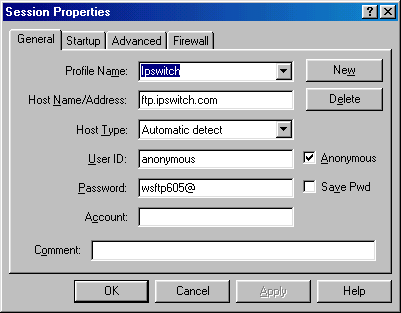 Session Properties
General Startup Advanced Firewall
Profile Name: Ipswitch New
Host Name/Address: ftp.ipswitch.com Delete
Host Type: Automatic detect
User ID: anonymous Anonymous
Password: wsftp605@ Save Pwd
Account:
Comment:
OK Cancel Apply Help